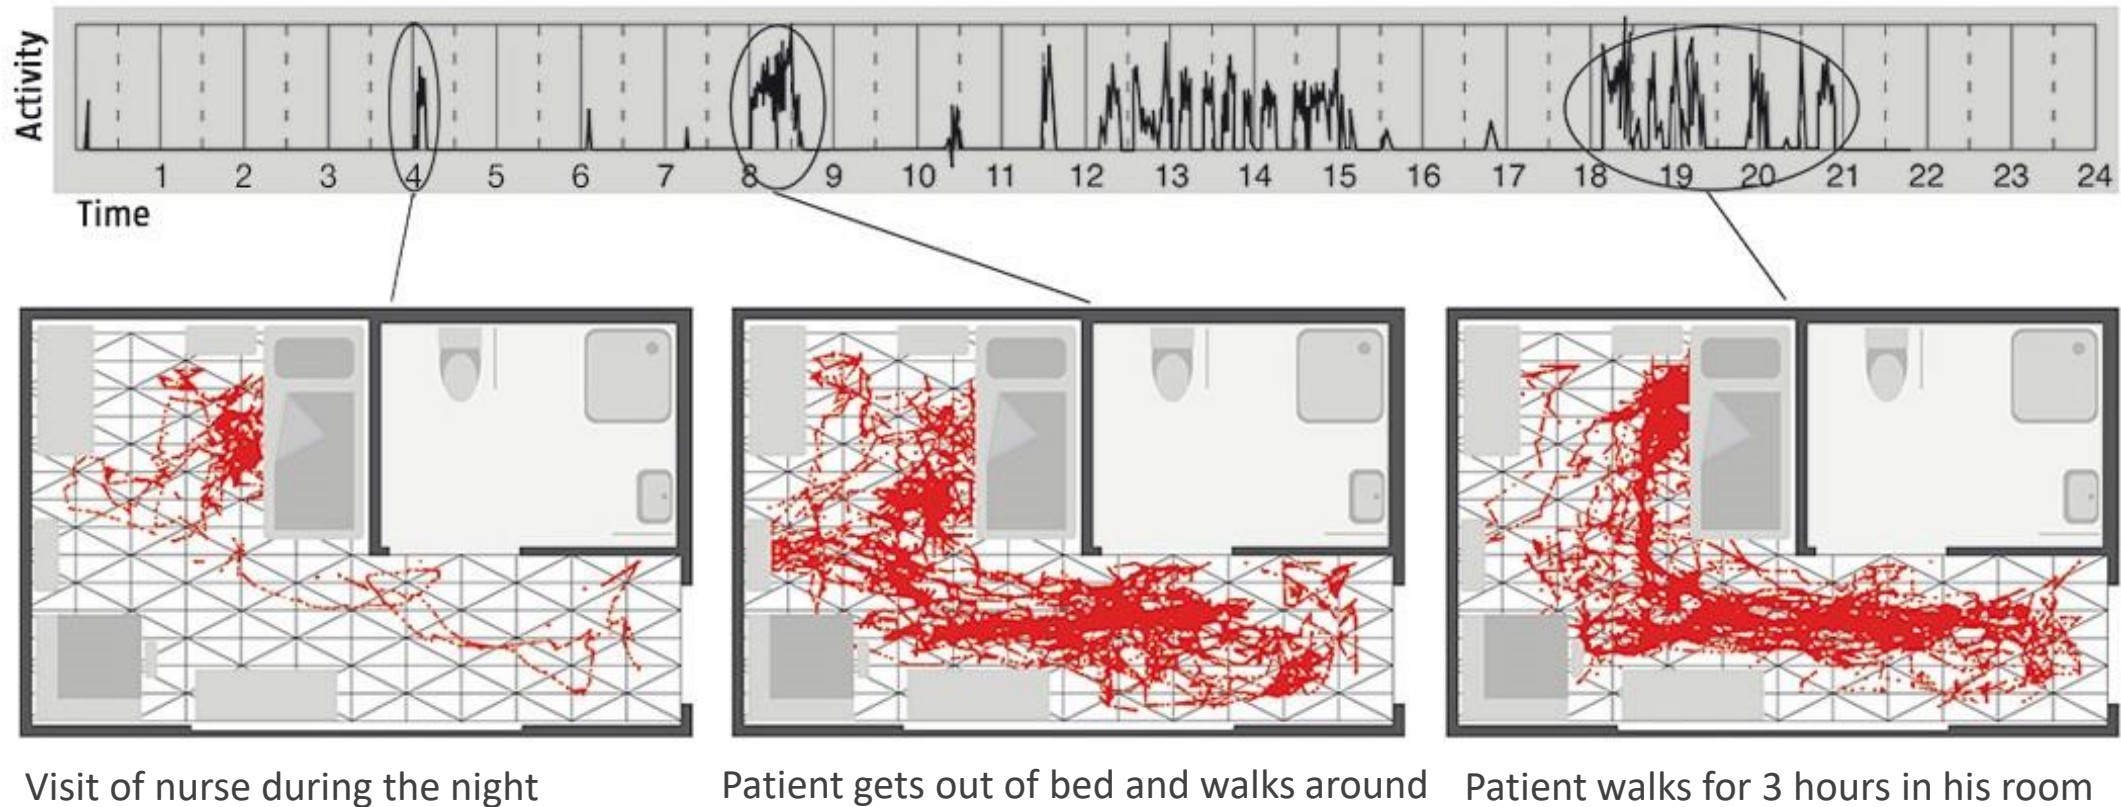 Activity
1 2 3 4 5 6 7 8 9 10 11 12 13 14 15 16 17 18 19 20 21 22 23 24
Time
Visit of nurse during the night
Patient gets out of bed and walks around
Patient walks for 3 hours in his room